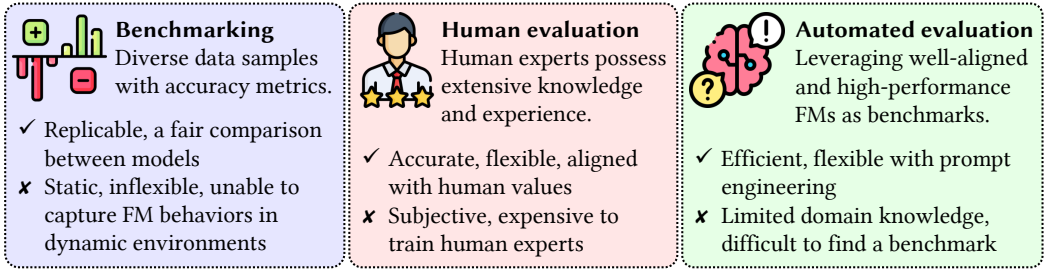 Benchmarking
Diverse data samples
with accuracy metrics.
✓ Replicable, a fair comparison
between models
✘ Static, inflexible, unable to
capture FM behaviors in
dynamic environments
Human evaluation
Human experts possess
extensive knowledge
and experience.
✓ Accurate, flexible, aligned
with human values
✘ Subjective, expensive to
train human experts
Automated evaluation
Leveraging well-aligned
and high-performance
FMs as benchmarks.
✓ Efficient, flexible with prompt
engineering
✘ Limited domain knowledge,
difficult to find a benchmark